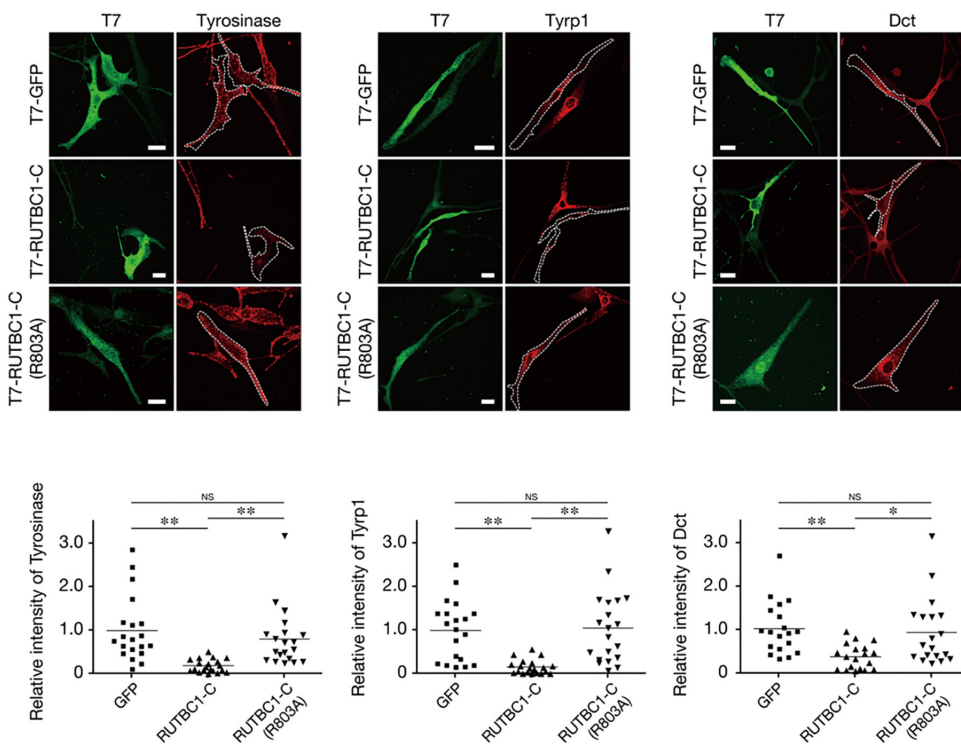 T7 Tyrosinase
T7 Tyrp1
T7 Dct
T7-GFP
T7-RUTBC1-C
T7-RUTBC1-C
(R803A)
T7-GFP
T7-RUTBC1-C
T7-RUTBC1-C
(R803A)
T7-GFP
T7-RUTBC1-C
T7-RUTBC1-C
(R803A)
Relative intensity of Tyrosinase
NS
** **
3.0
2.0
1.0
0
GFP
RUTBC1-C
RUTBC1-C
(R803A)
Relative intensity of Tyrp1
NS
** **
3.0
2.0
1.0
0
GFP
RUTBC1-C
RUTBC1-C
(R803A)
Relative intensity of Dct
NS
** *
3.0
2.0
1.0
0
GFP
RUTBC1-C
RUTBC1-C
(R803A)